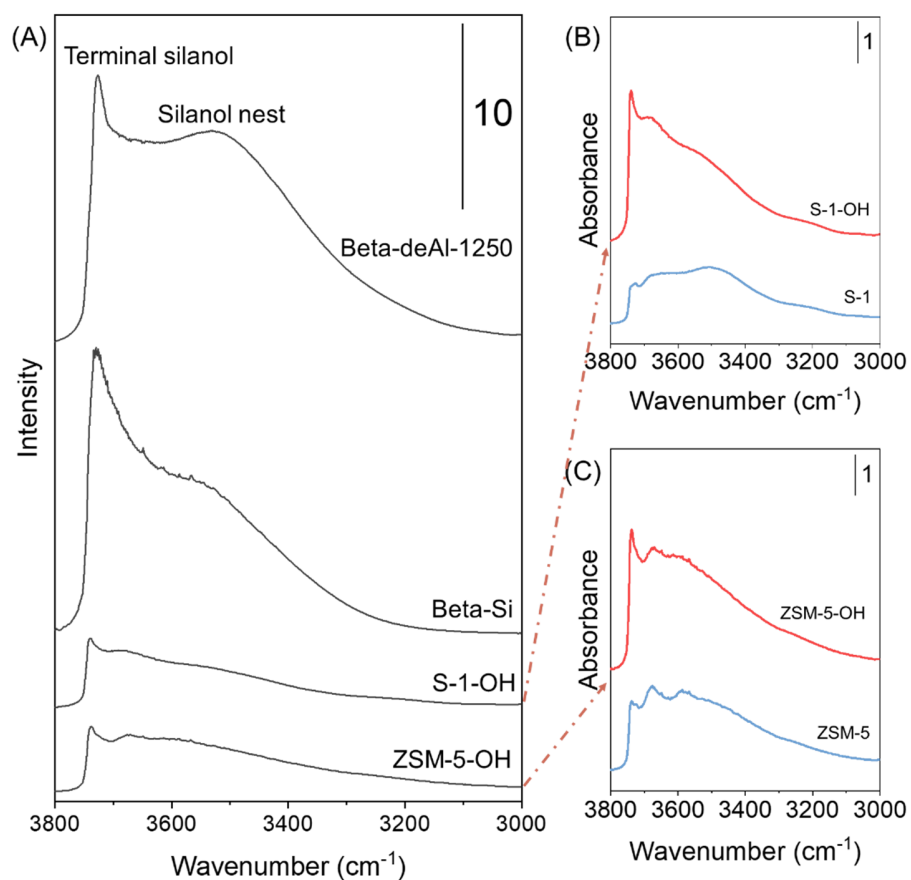 (A)
Terminal silanol
Silanol nest
10
Beta-deAl-1250
Beta-Si
S-1-OH
ZSM-5-OH
Intensity
3800 3600 3400 3200 3000
Wavenumber (cm⁻¹)
(B)
1
S-1-OH
S-1
Absorbance
3800 3600 3400 3200 3000
Wavenumber (cm⁻¹)
(C)
1
ZSM-5-OH
ZSM-5
Absorbance
3800 3600 3400 3200 3000
Wavenumber (cm⁻¹)